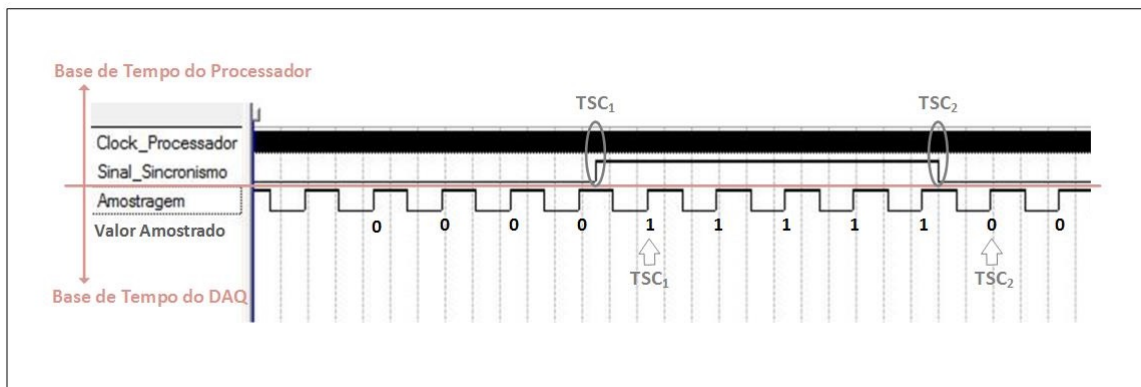 Base de Tempo do Processador
TSC₁ TSC₂
Clock_Processador
Sinal_Sincronismo
Amostragem
Valor Amostrado 0 0 0 0 1 1 1 1 1 0 0
TSC₁ TSC₂
Base de Tempo do DAQ